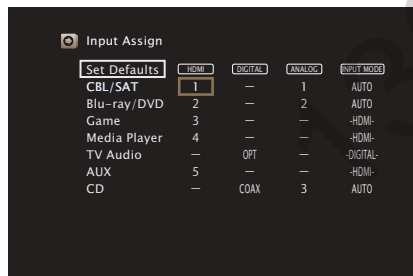 Input Assign
Set Defaults HDMI DIGITAL ANALOG INPUT MODE
CBL/SAT 1 — 1 AUTO
Blu-ray/DVD 2 — 2 AUTO
Game 3 — — -HDMI-
Media Player 4 — — -HDMI-
TV Audio — OPT — -DIGITAL-
AUX 5 — — -HDMI-
CD — COAX 3 AUTO